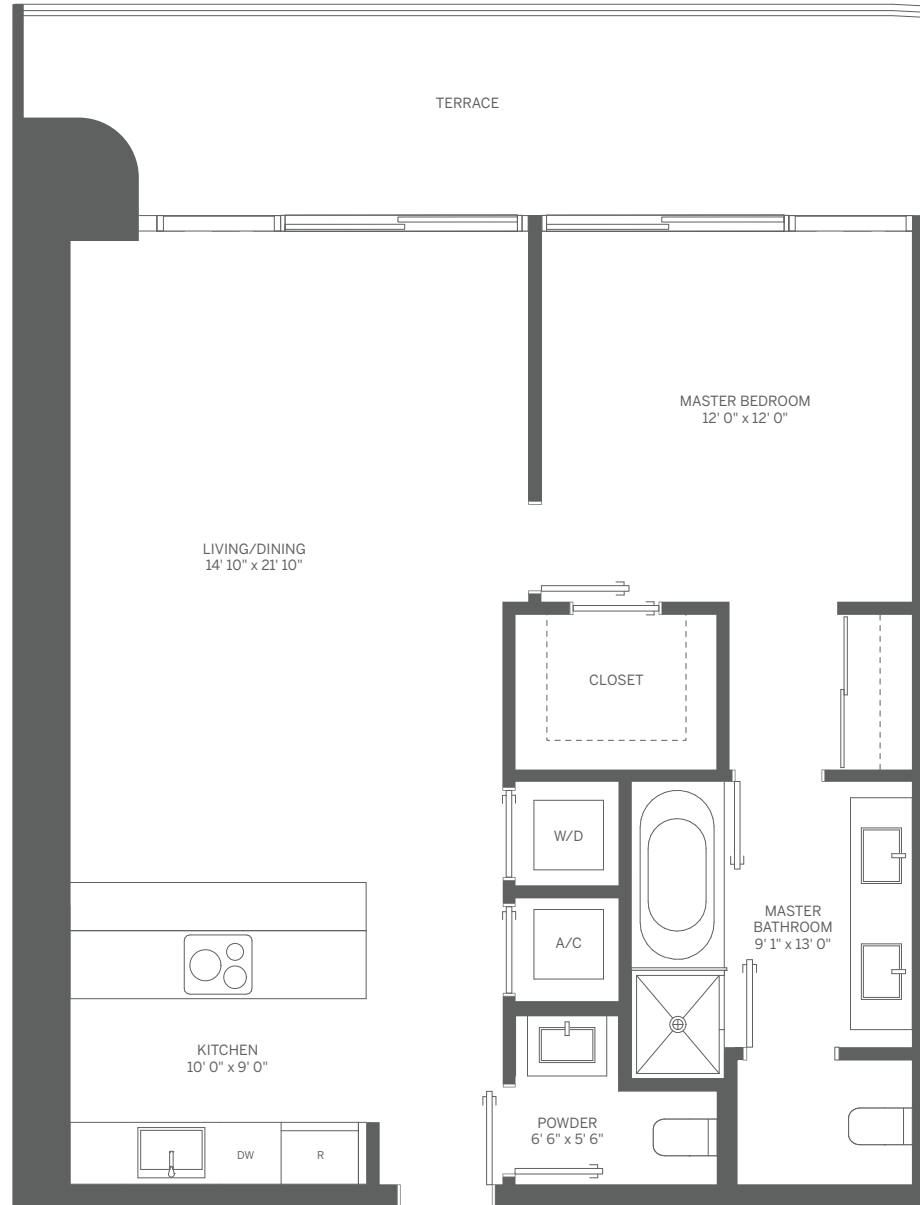 TERRACE
MASTER BEDROOM
12' 0" x 12' 0"
LIVING/DINING
14' 10" x 21' 10"
CLOSET
W/D
A/C
MASTER
BATHROOM
9' 1" x 13' 0"
KITCHEN
10' 0" x 9' 0"
POWDER
6' 6" x 5' 6"
DW
R